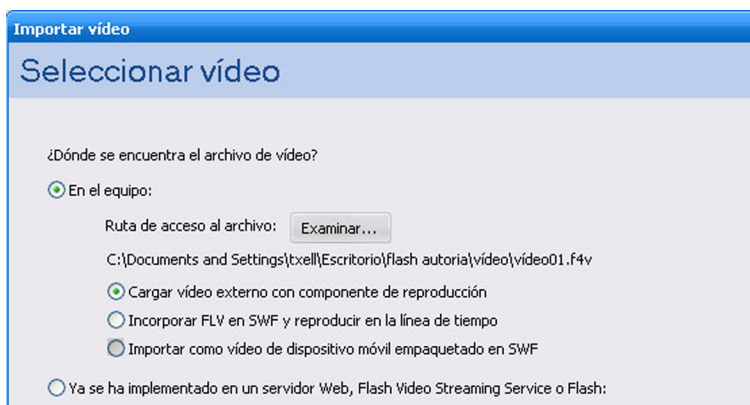 Importar vídeo
Seleccionar vídeo
¿Dónde se encuentra el archivo de vídeo?
En el equipo:
Ruta de acceso al archivo: Examinar...
C:\Documents and Settings\txell\Escritorio\flash autoria\vídeo\vídeo01.f4v
Cargar vídeo externo con componente de reproducción
Incorporar FLV en SWF y reproducir en la línea de tiempo
Importar como vídeo de dispositivo móvil empaquetado en SWF
Ya se ha implementado en un servidor Web, Flash Video Streaming Service o Flash: